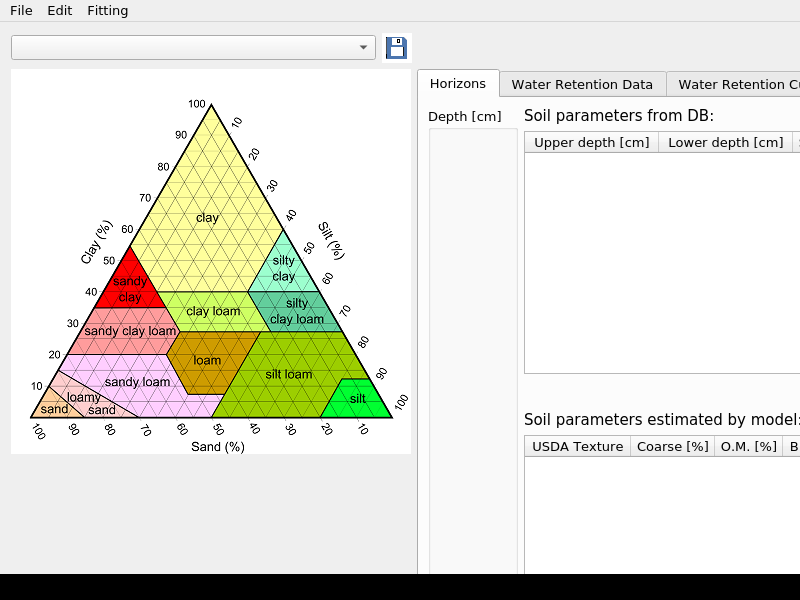 File Edit Fitting
Horizons
Water Retention Data
Water Retention Cu
Depth [cm]
Soil parameters from DB:
Upper depth [cm]
Lower depth [cm]
Soil parameters estimated by model:
USDA Texture
Coarse [%]
O.M. [%]
B
100
90
80
70
60
50
40
30
20
10
Clay (%)
10
20
30
40
50
60
70
80
90
100
Silt (%)
100
90
80
70
60
50
40
30
20
10
Sand (%)
clay
silty
clay
sandy
clay
clay loam
silty
clay loam
sandy clay loam
loam
silt loam
sandy loam
loamy
sand
sand
silt